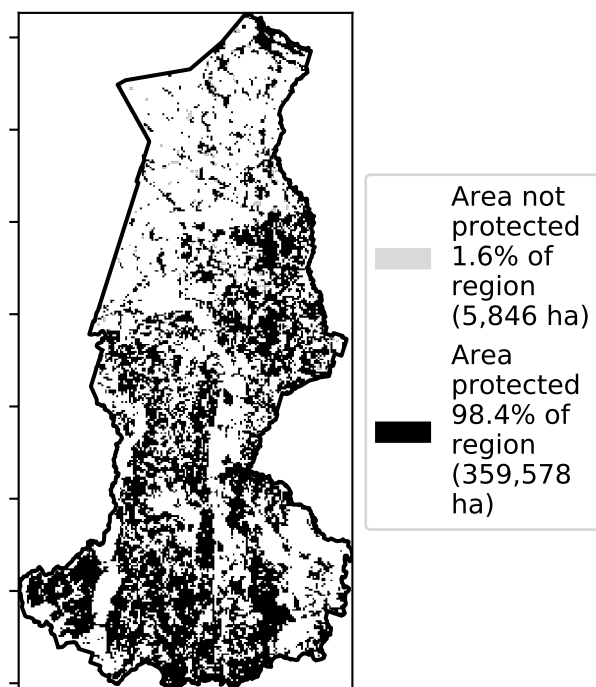 Area not
protected
1.6% of
region
(5,846 ha)
Area
protected
98.4% of
region
(359,578
ha)